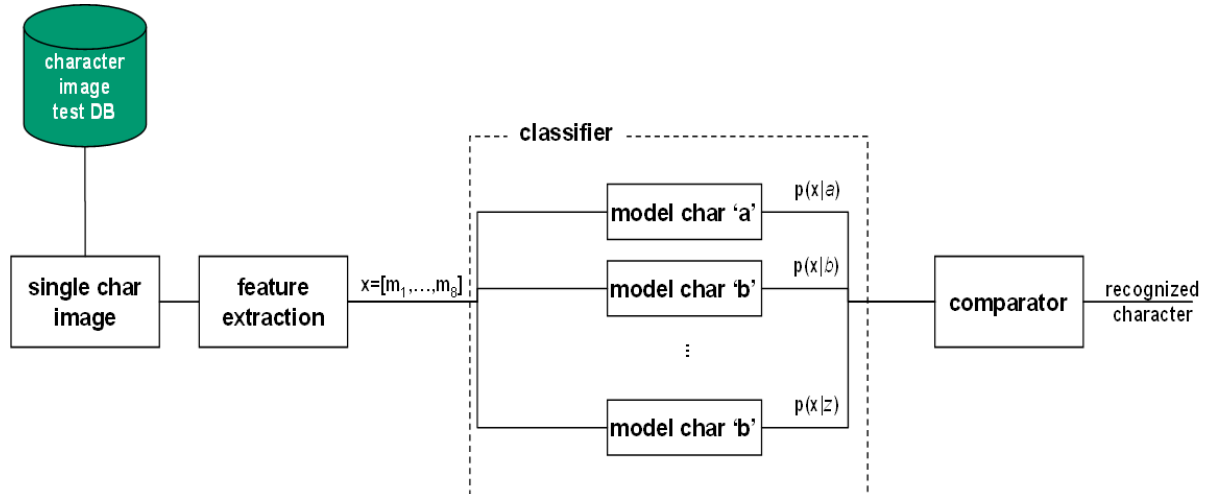 character
image
test DB
classifier
p(x|a)
model char ‘a’
single char
image
feature
extraction
x=[m₁,...,m₈]
p(x|b)
model char ‘b’
comparator
recognized
character
...
p(x|z)
model char ‘b’